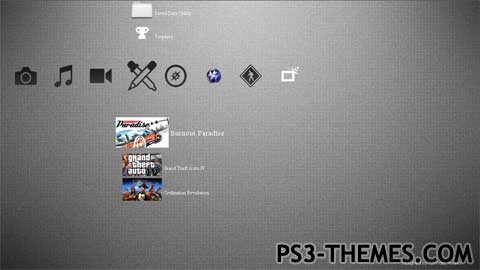 Saved Data Utility
Trophies
Paradise
Burnout Paradise
grand
theft
auto
Grand Theft Auto IV
Civilization Revolution
PS3-THEMES.COM